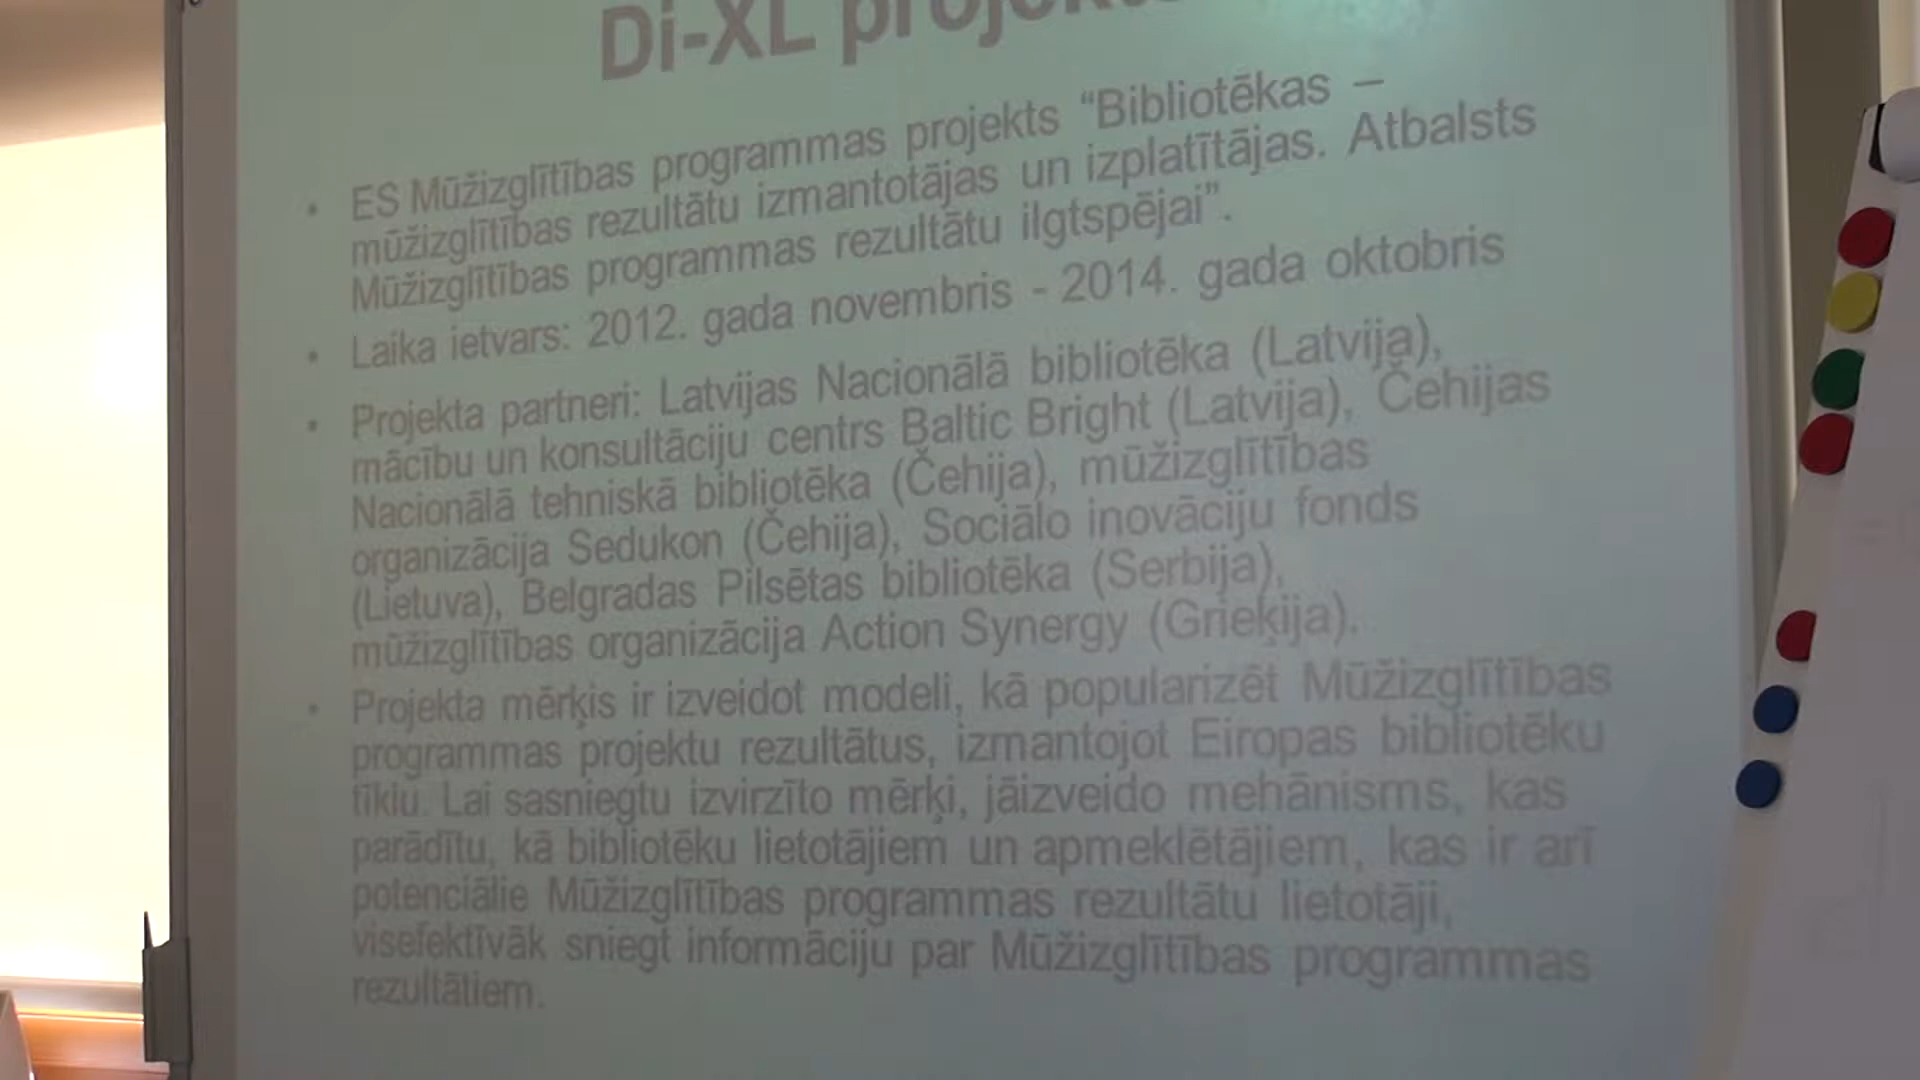 Di-XL projekts
• ES Mūžizglītības programmas projekts “Bibliotēkas –
mūžizglītības rezultātu izmantotājas un izplatītājas. Atbalsts
Mūžizglītības programmas rezultātu ilgtspējai”.
• Laika ietvars: 2012. gada novembris - 2014. gada oktobris
• Projekta partneri: Latvijas Nacionālā bibliotēka (Latvija),
mācību un konsultāciju centrs Baltic Bright (Latvija), Čehijas
Nacionālā tehniskā bibliotēka (Čehija), mūžizglītības
organizācija Sedukon (Čehija), Sociālo inovāciju fonds
(Lietuva), Belgradas Pilsētas bibliotēka (Serbija),
mūžizglītības organizācija Action Synergy (Grieķija).
• Projekta mērķis ir izveidot modeli, kā popularizēt Mūžizglītības
programmas projektu rezultātus, izmantojot Eiropas bibliotēku
tīklu. Lai sasniegtu izvirzīto mērķi, jāizveido mehānisms, kas
parādītu, kā bibliotēku lietotājiem un apmeklētājiem, kas ir arī
potenciālie Mūžizglītības programmas rezultātu lietotāji,
visefektīvāk sniegt informāciju par Mūžizglītības programmas
rezultātiem.